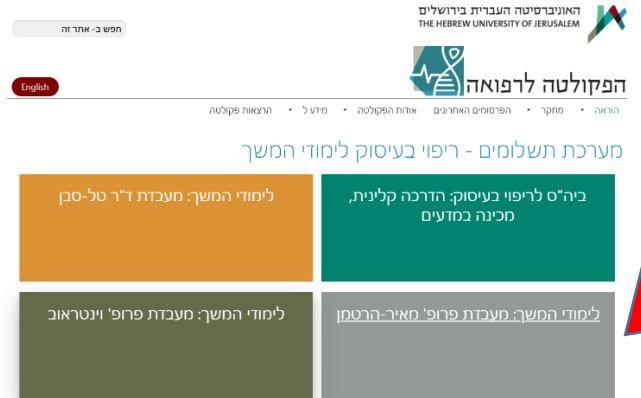 האוניברסיטה העברית בירושלים
THE HEBREW UNIVERSITY OF JERUSALEM
חפש ב- אתר זה
הפקולטה לרפואה
English
הוראה • מחקר • הפרסומים האחרונים אודות הפקולטה • מידע ל • הרצאות פקולטה
מערכת תשלומים - ריפוי בעיסוק לימודי המשך
ביה"ס לריפוי בעיסוק: הדרכה קלינית,
מכינה במדעים
לימודי המשך: מעבדת ד"ר טל-סבן
לימודי המשך: מעבדת פרופ' מאיר-הרטמן
לימודי המשך: מעבדת פרופ' וינטראוב